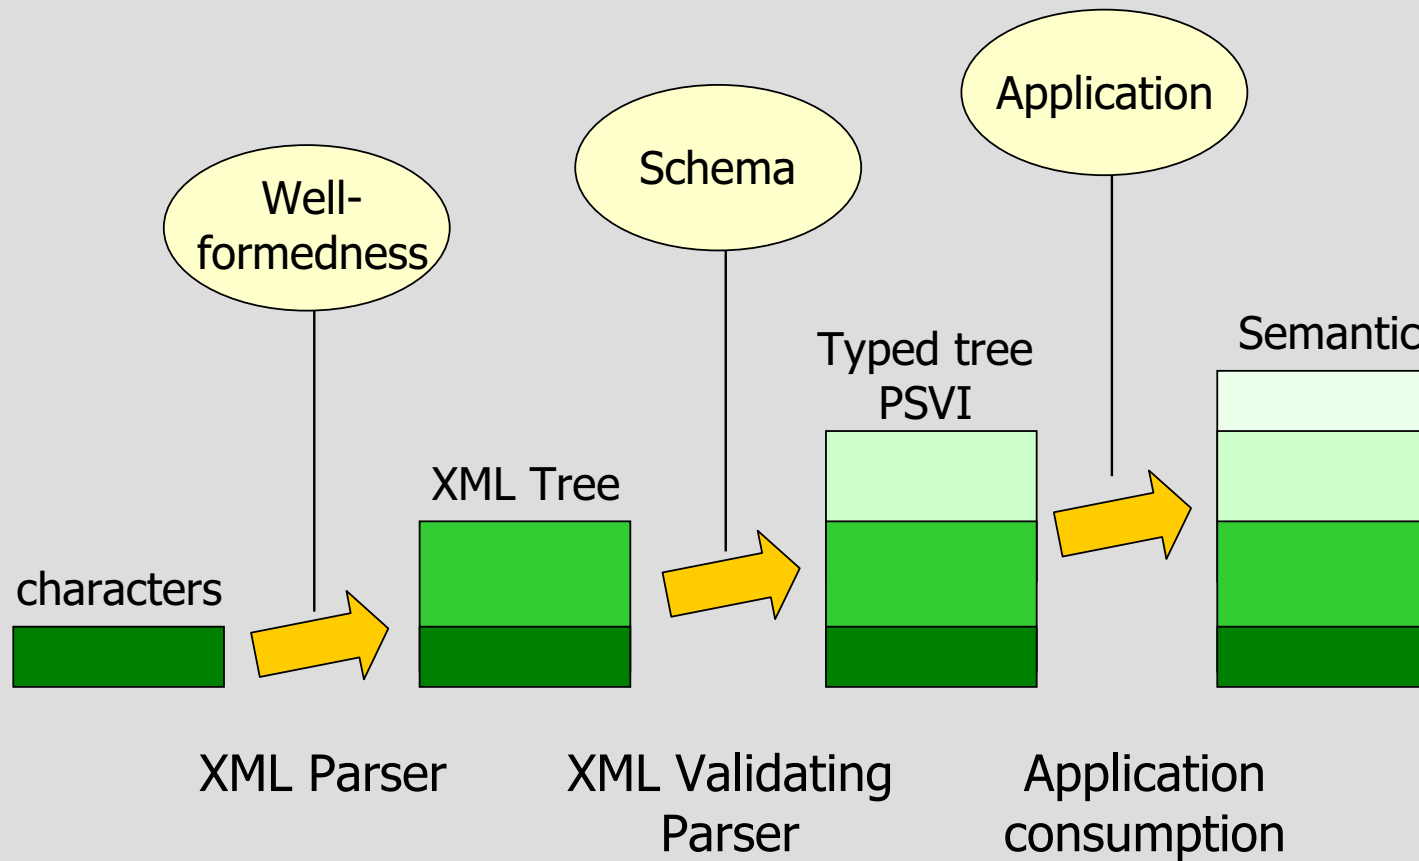 Application
Schema
Well-
formedness
Semantic
Typed tree
PSVI
XML Tree
characters
XML Parser
XML Validating
Parser
Application
consumption